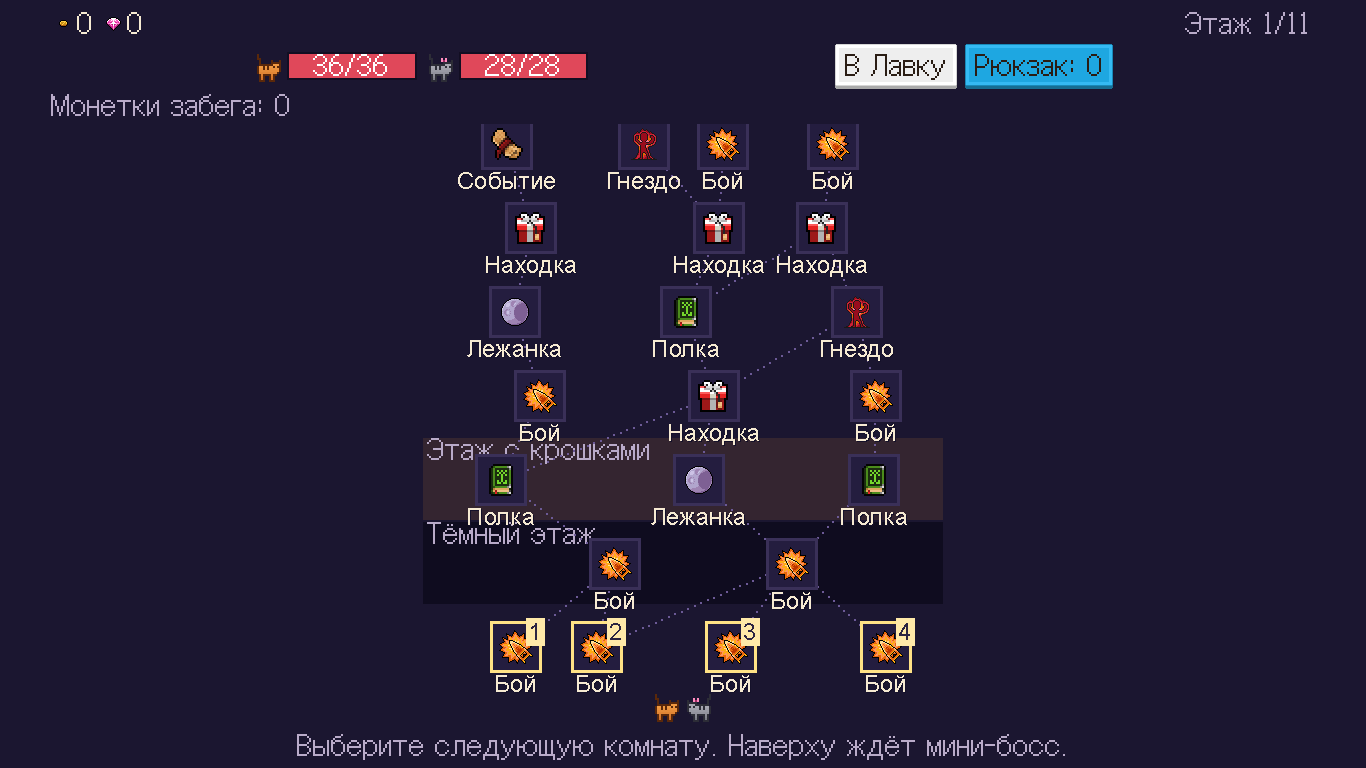 0 0
Этаж 1/11
36/36 28/28
В Лавку Рюкзак: 0
Монетки забега: 0
Событие Гнездо Бой Бой
Находка Находка Находка
Лежанка Полка Гнездо
Бой Находка Бой
Этаж с крошками
Полка Лежанка Полка
Тёмный этаж
Бой Бой
1 2 3 4
Бой Бой Бой Бой
Выберите следующую комнату. Наверху ждёт мини-босс.